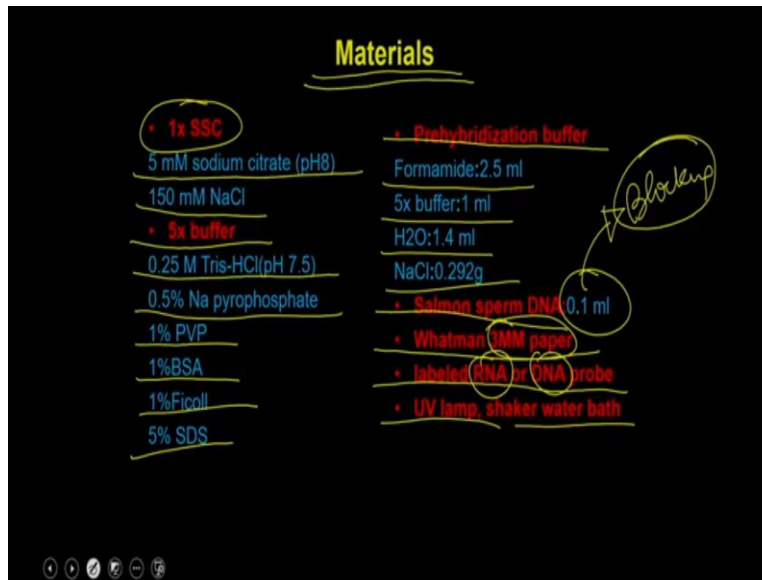 Materials
• 1x SSC
5 mM sodium citrate (pH8)
150 mM NaCl
• 5x buffer
0.25 M Tris-HCl(pH 7.5)
0.5% Na pyrophosphate
1% PVP
1%BSA
1%Ficoll
5% SDS
• Prehybridization buffer
Formamide:2.5 ml
5x buffer:1 ml
H2O:1.4 ml
NaCl:0.292g
• Salmon sperm DNA:0.1 ml
• Whatman 3MM paper
• labeled RNA or DNA probe
• UV lamp, shaker water bath